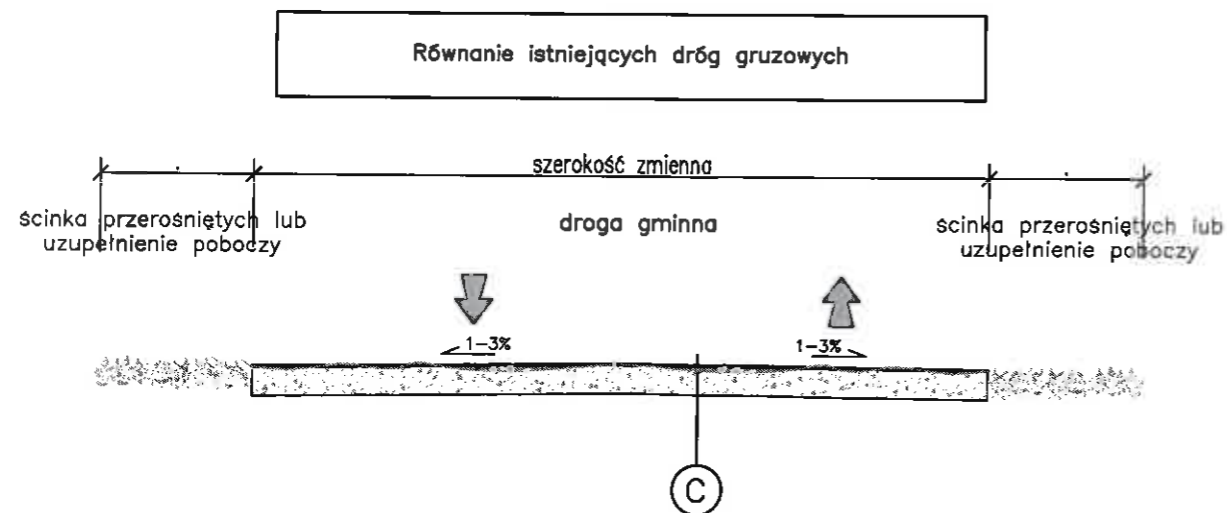 Równanie istniejących dróg gruzowych
szerokość zmienna
ścinka przerośniętych lub
uzupełnienie poboczy
droga gminna
ścinka przerośniętych lub
uzupełnienie poboczy
1-3%
1-3%
C